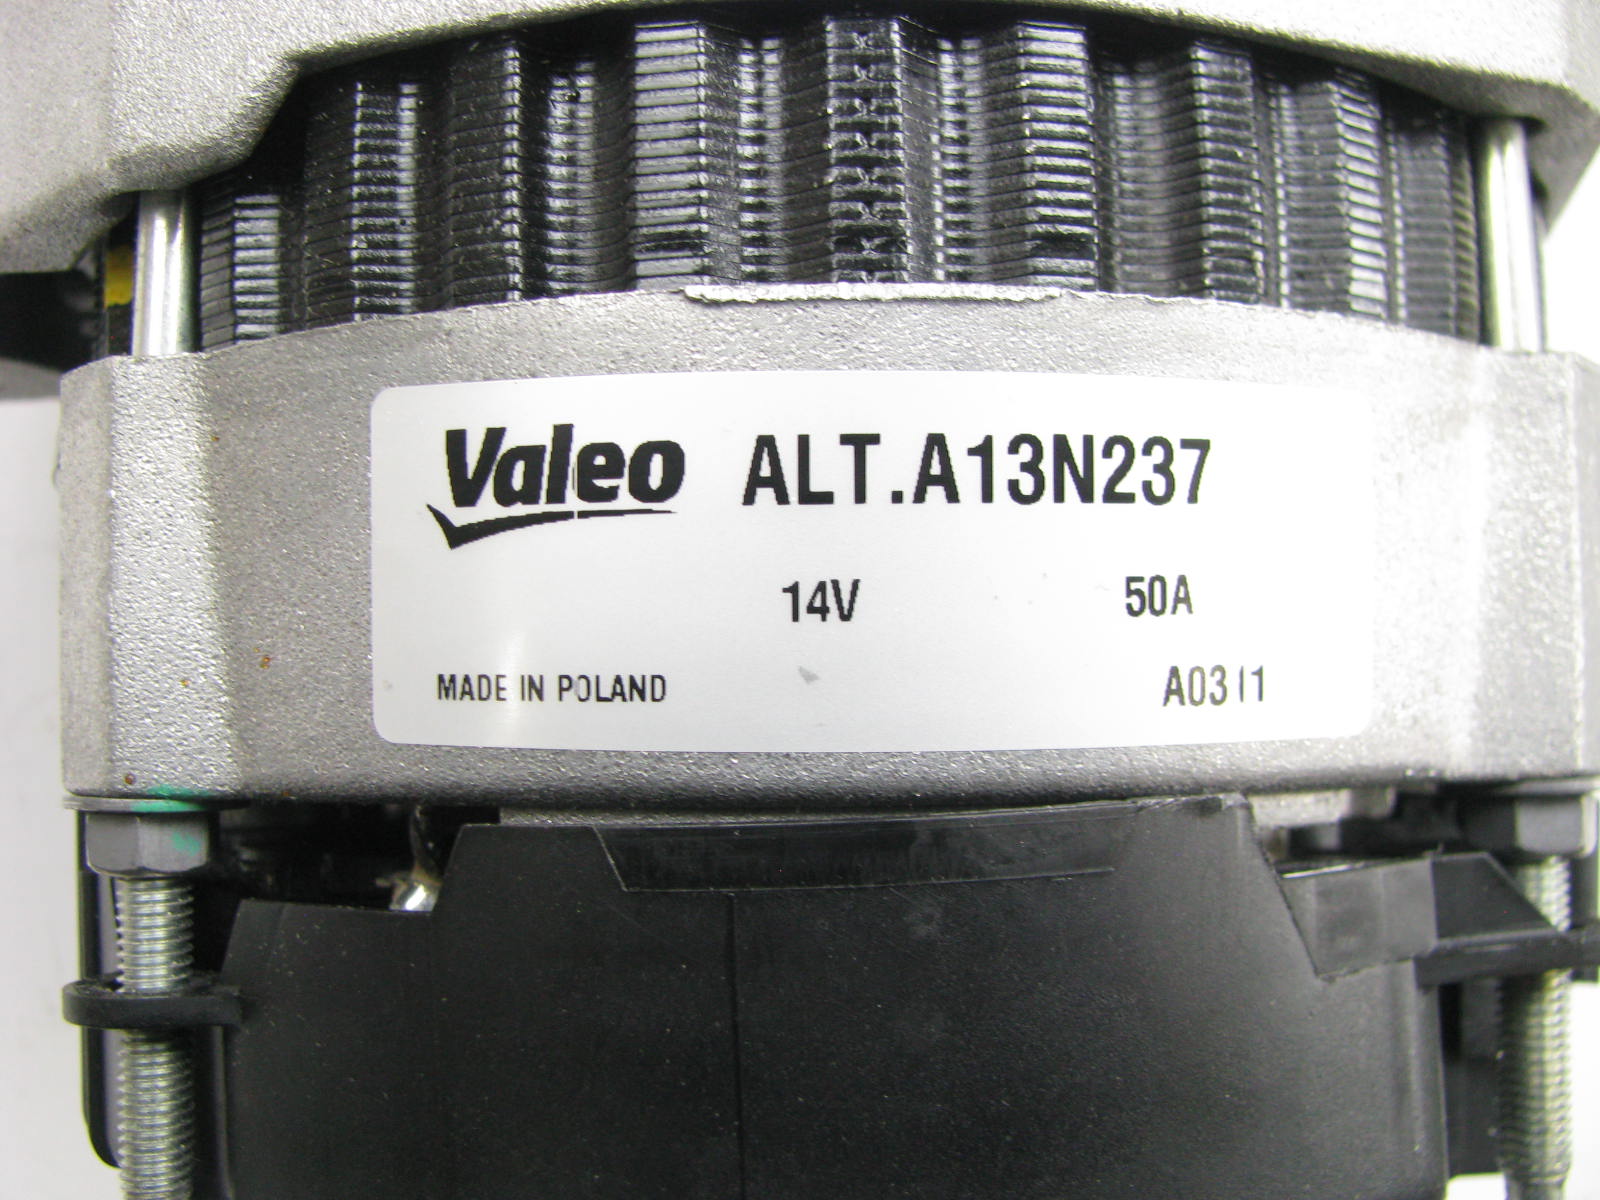 Valeo ALT.A13N237
14V 50A
MADE IN POLAND A0311